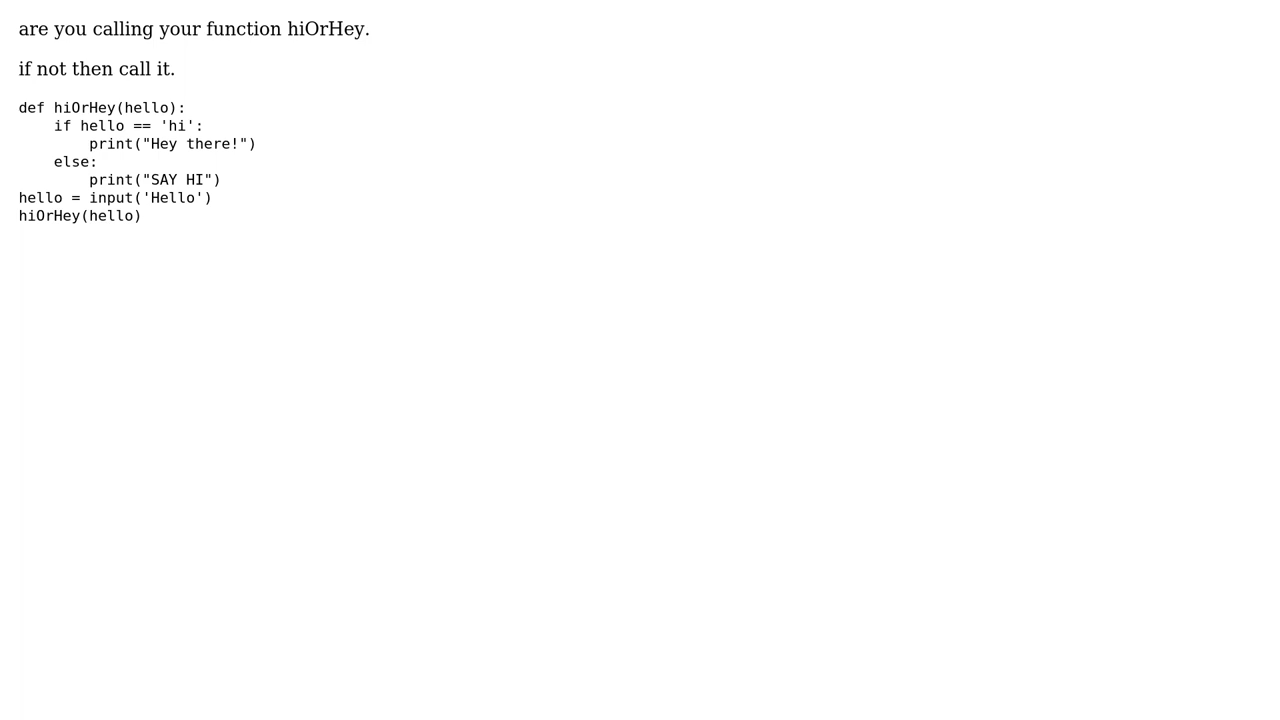 are you calling your function hiOrHey.
if not then call it.
def hiOrHey(hello):
    if hello == 'hi':
        print("Hey there!")
    else:
        print("SAY HI")
hello = input('Hello')
hiOrHey(hello)